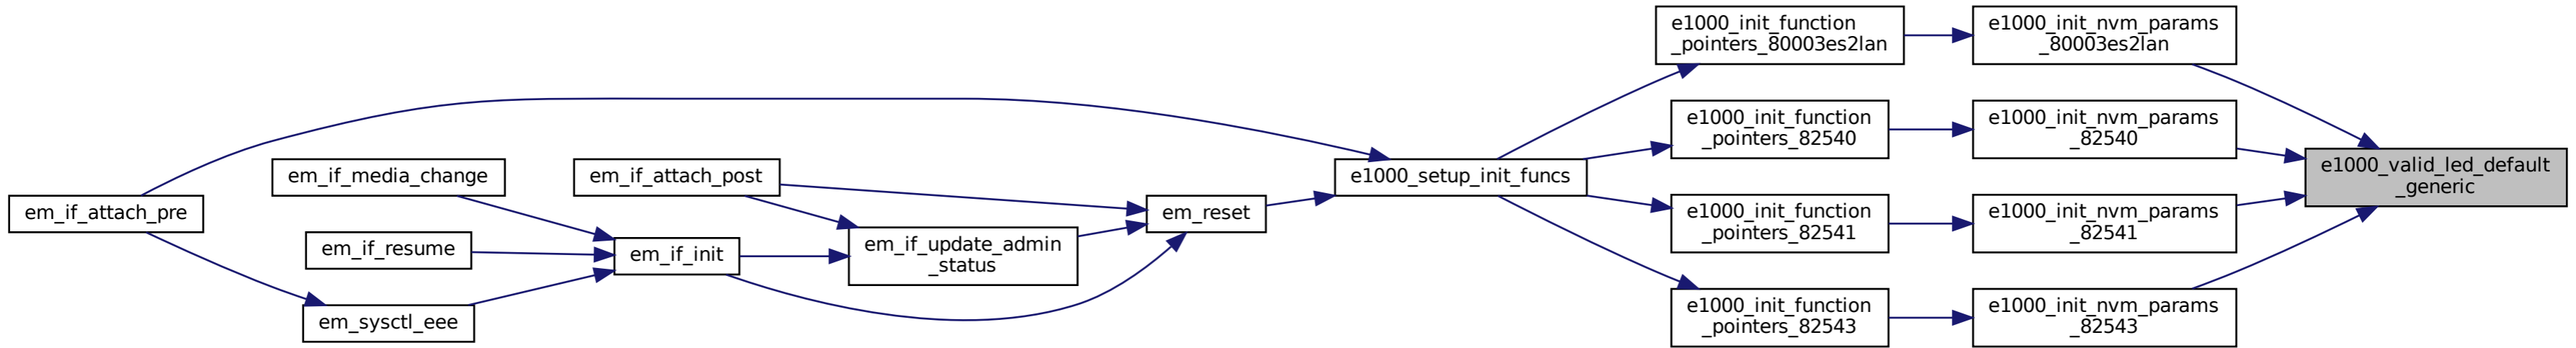 em_if_attach_pre
em_if_media_change
em_if_resume
em_sysctl_eee
em_if_attach_post
em_if_init
em_if_update_admin
_status
em_reset
e1000_setup_init_funcs
e1000_init_function
_pointers_80003es2lan
e1000_init_function
_pointers_82540
e1000_init_function
_pointers_82541
e1000_init_function
_pointers_82543
e1000_init_nvm_params
_80003es2lan
e1000_init_nvm_params
_82540
e1000_init_nvm_params
_82541
e1000_init_nvm_params
_82543
e1000_valid_led_default
_generic